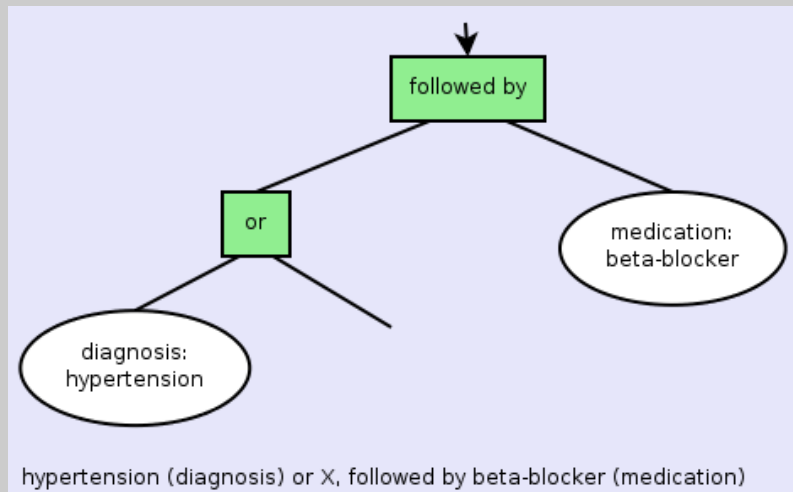 followed by
or
medication:
beta-blocker
diagnosis:
hypertension
hypertension (diagnosis) or X, followed by beta-blocker (medication)